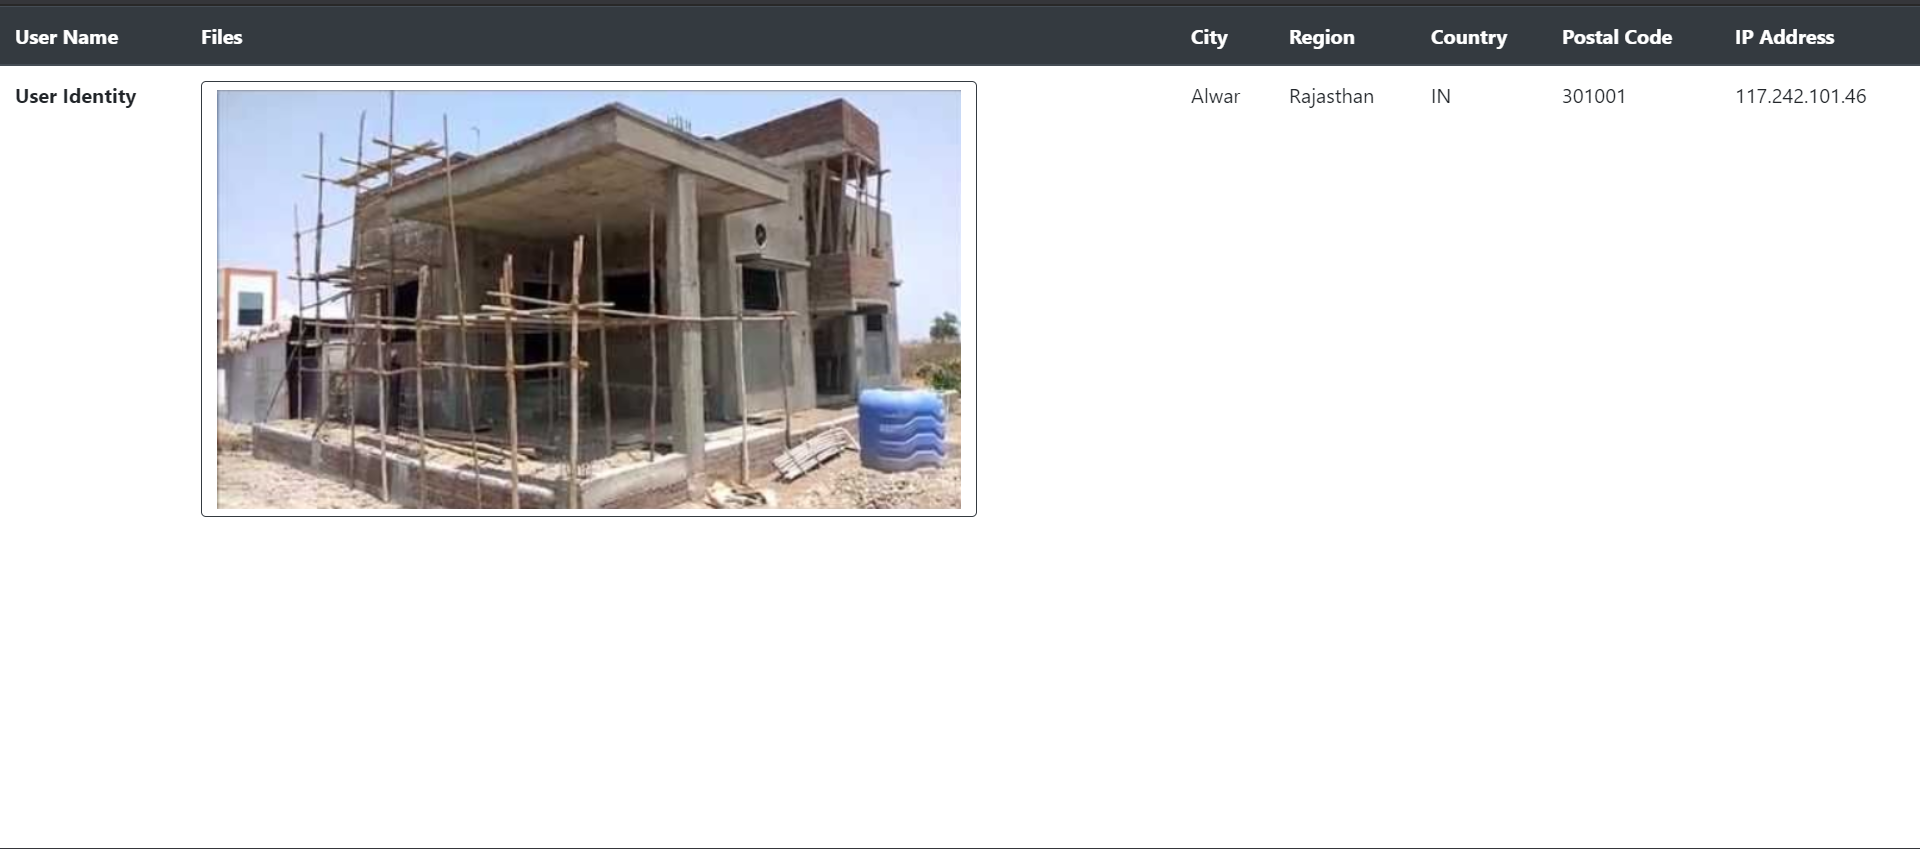 User Name Files City Region Country Postal Code IP Address
User Identity Alwar Rajasthan IN 301001 117.242.101.46